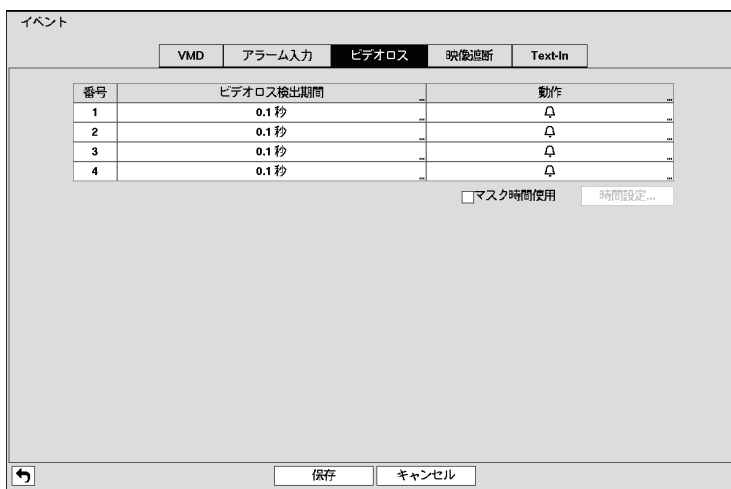 イベント
VMD アラーム入力 ビデオロス 映像遮断 Text-In
番号 ビデオロス検出期間 ... 動作 ...
1 0.1 秒 ... ...
2 0.1 秒 ... ...
3 0.1 秒 ... ...
4 0.1 秒 ... ...
マスク時間使用 時間設定...
保存 キャンセル